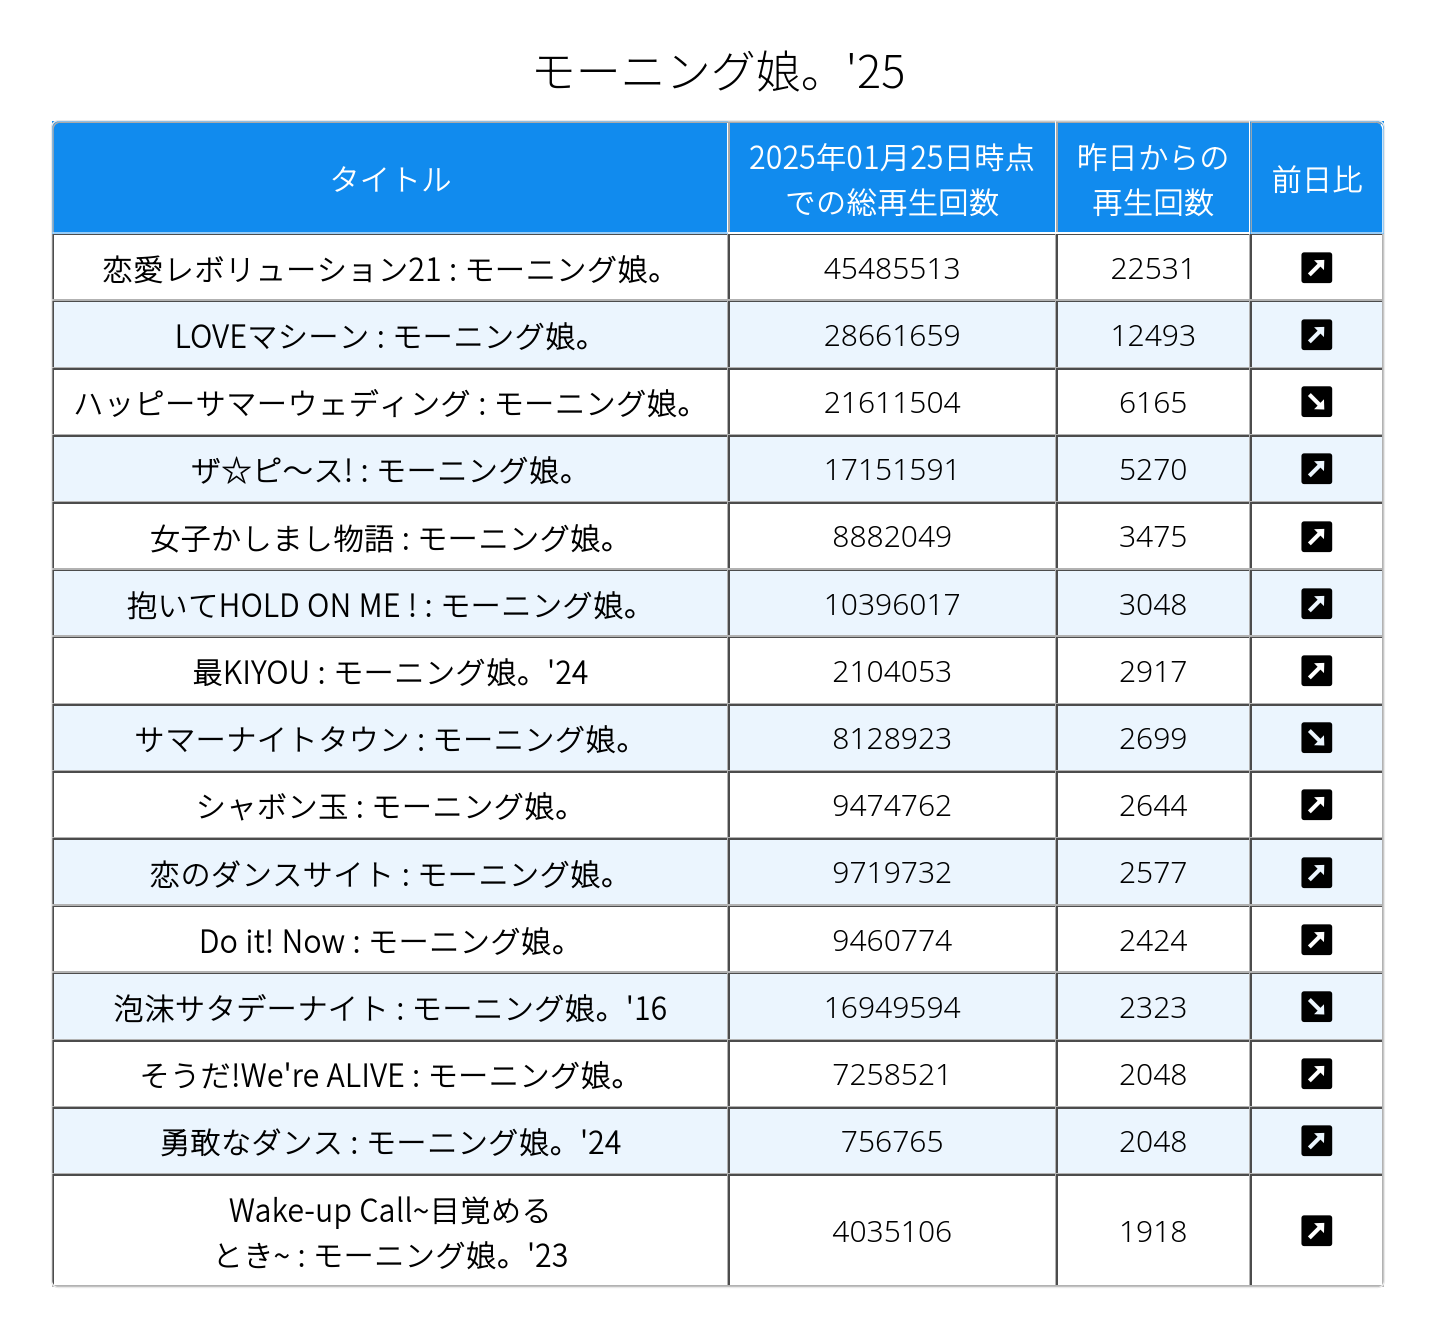 モーニング娘。'25
タイトル
2025年01月25日時点
での総再生回数
昨日からの
再生回数
前日比
恋愛レボリューション21 : モーニング娘。 45485513 22531
LOVEマシーン : モーニング娘。 28661659 12493
ハッピーサマーウェディング : モーニング娘。 21611504 6165
ザ☆ピ〜ス! : モーニング娘。 17151591 5270
女子かしまし物語 : モーニング娘。 8882049 3475
抱いてHOLD ON ME ! : モーニング娘。 10396017 3048
最KIYOU : モーニング娘。'24 2104053 2917
サマーナイトタウン : モーニング娘。 8128923 2699
シャボン玉 : モーニング娘。 9474762 2644
恋のダンスサイト : モーニング娘。 9719732 2577
Do it! Now : モーニング娘。 9460774 2424
泡沫サタデーナイト : モーニング娘。'16 16949594 2323
そうだ!We're ALIVE : モーニング娘。 7258521 2048
勇敢なダンス : モーニング娘。'24 756765 2048
Wake-up Call~目覚める
とき~ : モーニング娘。'23 4035106 1918